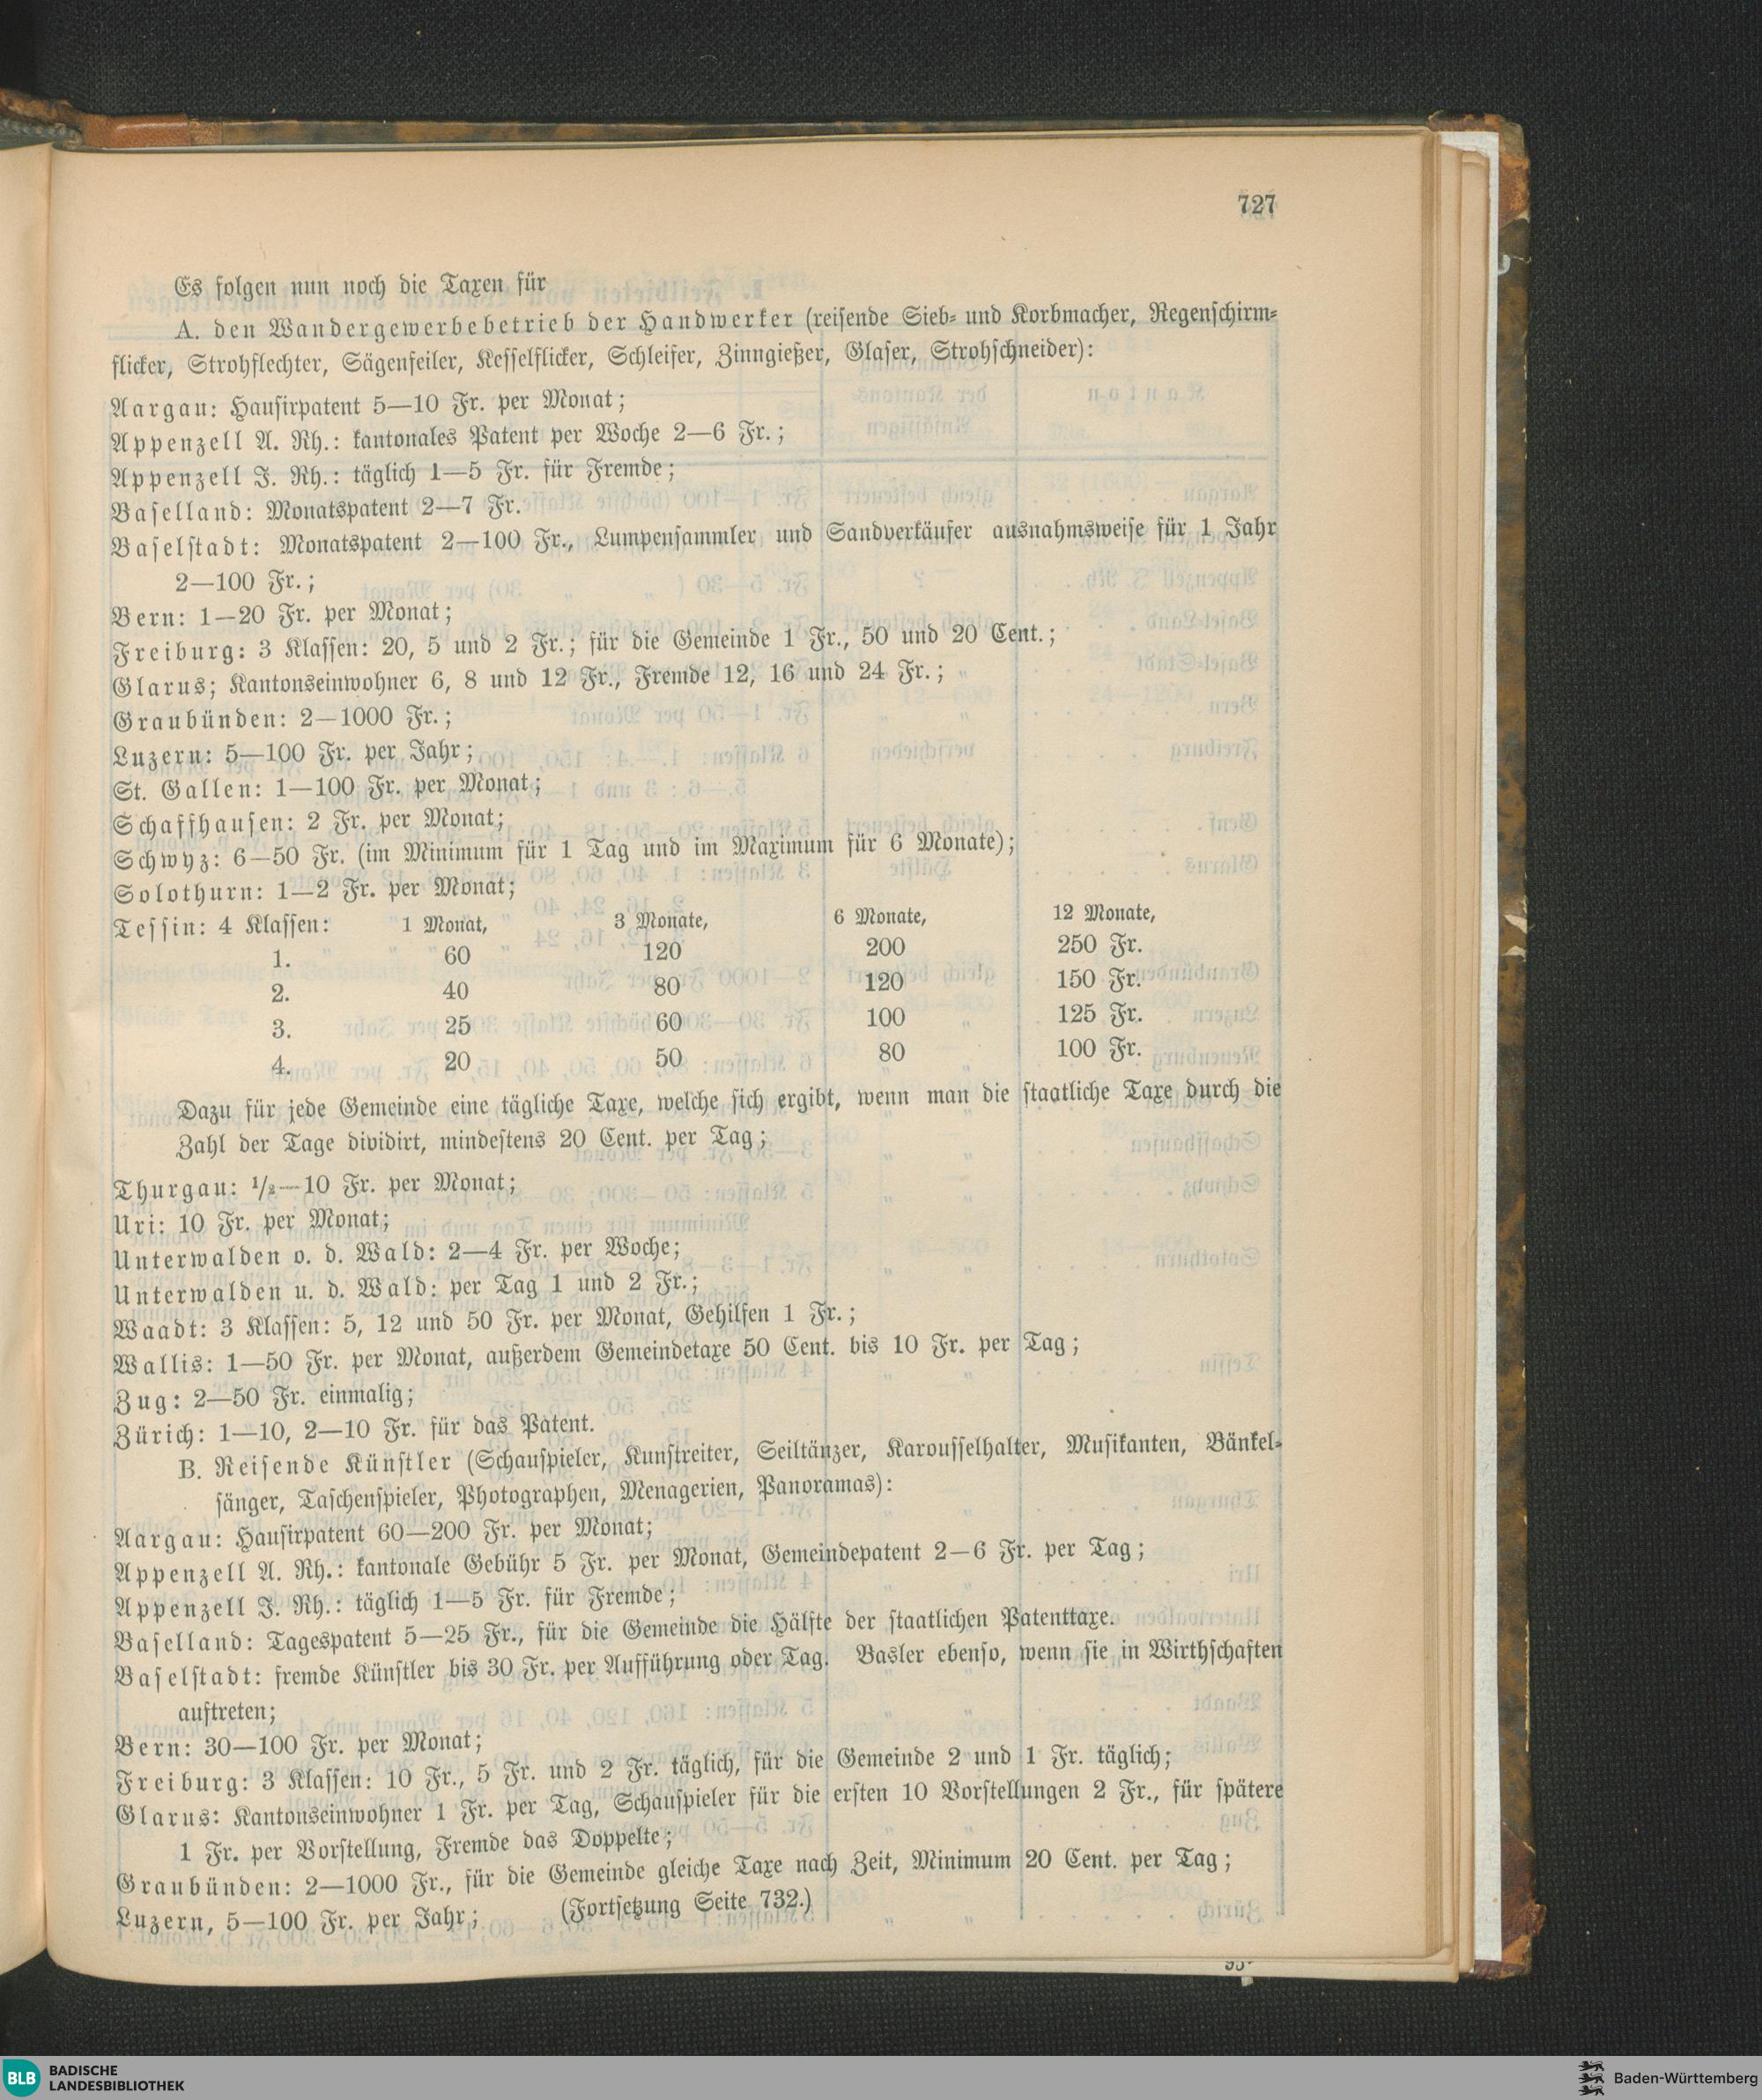 727
Es folgen nun noch die Taxen für
A. den Wandergewerbebetrieb der Handwerker (reisende Sieb- und Korbmacher, Regenschirm-
flicker, Strohflechter, Sägenfeiler, Kesselflicker, Schleifer, Zinngießer, Glaser, Strohschneider):
Aargau: Hausirpatent 5—10 Fr. per Monat;
Appenzell A. Rh.: kantonales Patent per Woche 2—6 Fr.;
Appenzell I. Rh.: täglich 1—5 Fr. für Fremde;
Baselland: Monatspatent 2—7 Fr.
Baselstadt: Monatspatent 2—100 Fr., Lumpensammler und Sandverkäufer ausnahmsweise für 1 Jahr
2—100 Fr.;
Bern: 1—20 Fr. per Monat;
Freiburg: 3 Klassen: 20, 5 und 2 Fr.; für die Gemeinde 1 Fr., 50 und 20 Cent.;
Glarus; Kantonseinwohner 6, 8 und 12 Fr., Fremde 12, 16 und 24 Fr.;
Graubünden: 2—1000 Fr.;
Luzern: 5—100 Fr. per Jahr;
St. Gallen: 1—100 Fr. per Monat;
Schaffhausen: 2 Fr. per Monat;
Schwyz: 6—50 Fr. (im Minimum für 1 Tag und im Maximum für 6 Monate);
Solothurn: 1—2 Fr. per Monat;
Tessin: 4 Klassen: 1 Monat, 3 Monate, 6 Monate, 12 Monate,
1. 60 120 200 250 Fr.
2. 40 80 120 150 Fr.
3. 25 60 100 125 Fr.
4. 20 50 80 100 Fr.
Dazu für jede Gemeinde eine tägliche Taxe, welche sich ergibt, wenn man die staatliche Taxe durch die
Zahl der Tage dividirt, mindestens 20 Cent. per Tag;
Thurgau: 1/2—10 Fr. per Monat;
Uri: 10 Fr. per Monat;
Unterwalden o. d. Wald: 2—4 Fr. per Woche;
Unterwalden u. d. Wald: per Tag 1 und 2 Fr.;
Waadt: 3 Klassen: 5, 12 und 50 Fr. per Monat, Gehilfen 1 Fr.;
Wallis: 1—50 Fr. per Monat, außerdem Gemeindetaxe 50 Cent. bis 10 Fr. per Tag;
Zug: 2—50 Fr. einmalig;
Zürich: 1—10, 2—10 Fr. für das Patent.
B. Reisende Künstler (Schauspieler, Kunstreiter, Seiltänzer, Karousselhalter, Musikanten, Bänkel-
sänger, Taschenspieler, Photographen, Menagerien, Panoramas):
Aargau: Hausirpatent 60—200 Fr. per Monat;
Appenzell A. Rh.: kantonale Gebühr 5 Fr. per Monat, Gemeindepatent 2—6 Fr. per Tag;
Appenzell I. Rh.: täglich 1—5 Fr. für Fremde;
Baselland: Tagespatent 5—25 Fr., für die Gemeinde die Hälfte der staatlichen Patenttaxe.
Baselstadt: fremde Künstler bis 30 Fr. per Aufführung oder Tag. Basler ebenso, wenn sie in Wirthschaften
auftreten;
Bern: 30—100 Fr. per Monat;
Freiburg: 3 Klassen: 10 Fr., 5 Fr. und 2 Fr. täglich, für die Gemeinde 2 und 1 Fr. täglich;
Glarus: Kantonseinwohner 1 Fr. per Tag, Schauspieler für die ersten 10 Vorstellungen 2 Fr., für spätere
1 Fr. per Vorstellung, Fremde das Doppelte;
Graubünden: 2—1000 Fr., für die Gemeinde gleiche Taxe nach Zeit, Minimum 20 Cent. per Tag;
Luzern, 5—100 Fr. per Jahr; (Fortsetzung Seite 732.)
BLB BADISCHE
LANDESBIBLIOTHEK
Baden-Württemberg